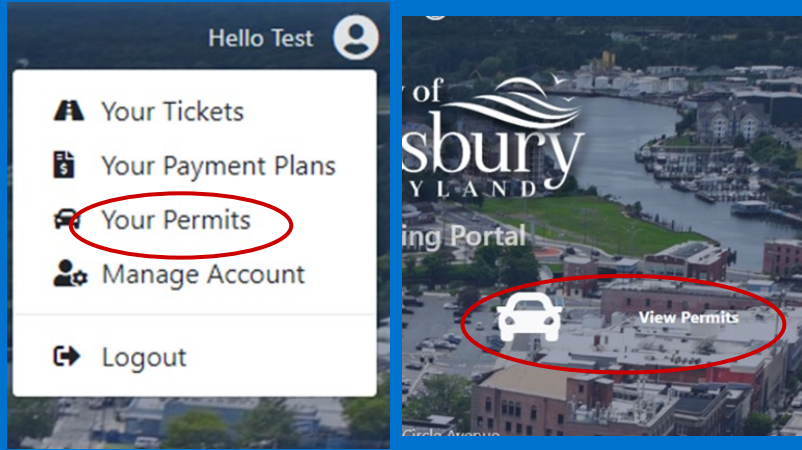 Hello Test
Your Tickets
Your Payment Plans
Your Permits
Manage Account
Logout
of
sbury
YLAND
ing Portal
View Permits
Circle Avenue